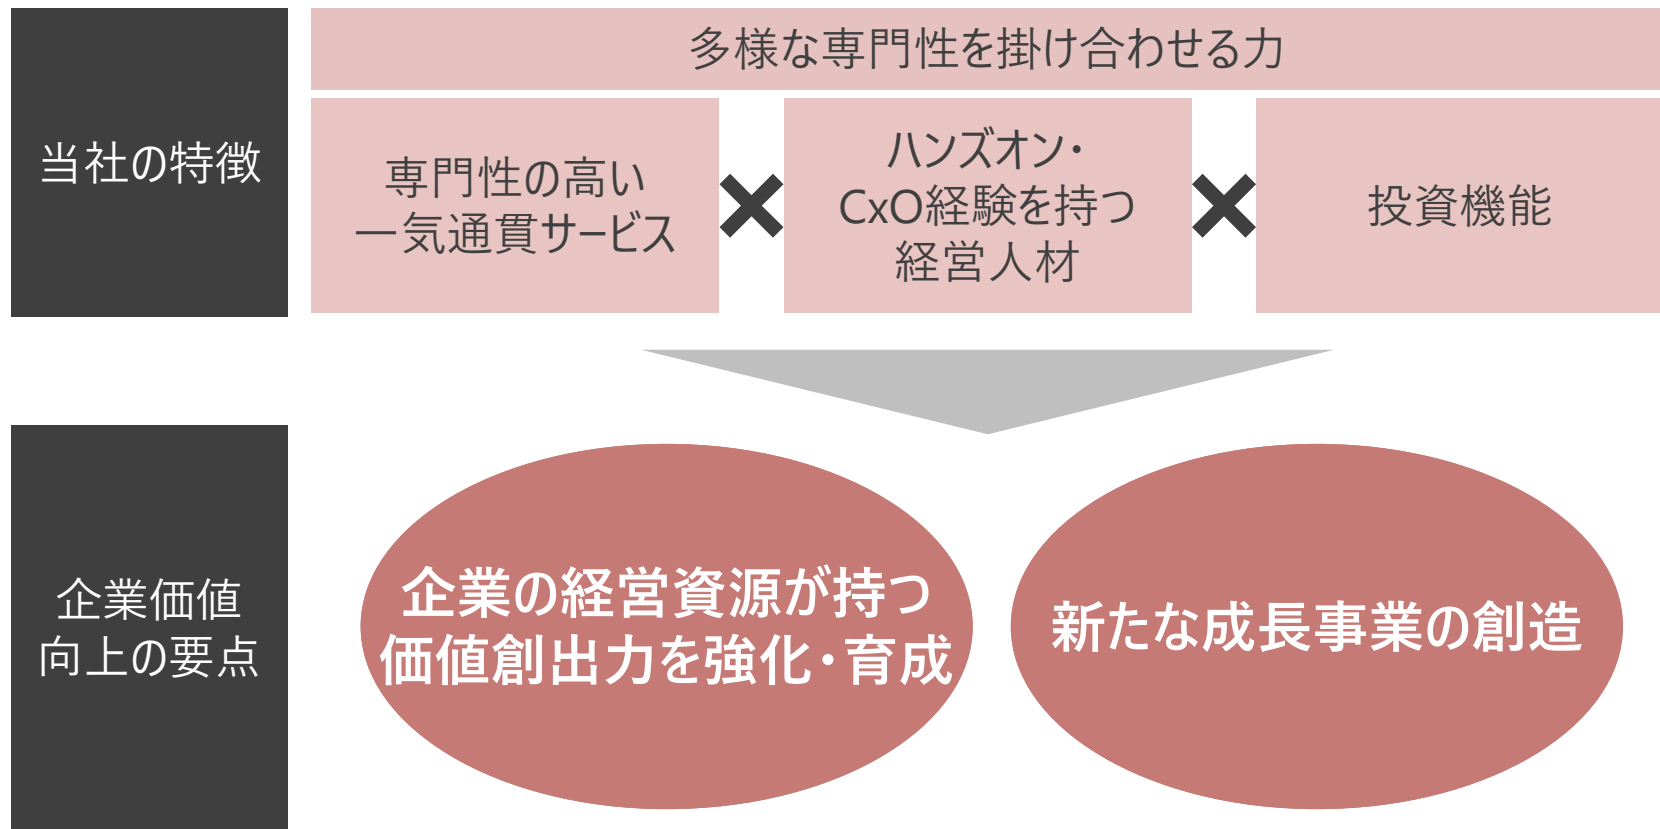 当社の特徴
多様な専門性を掛け合わせる力
専門性の高い
一気通貫サービス
ハンズオン・
CxO経験を持つ
経営人材
投資機能
企業価値
向上の要点
企業の経営資源が持つ
価値創出力を強化・育成
新たな成長事業の創造